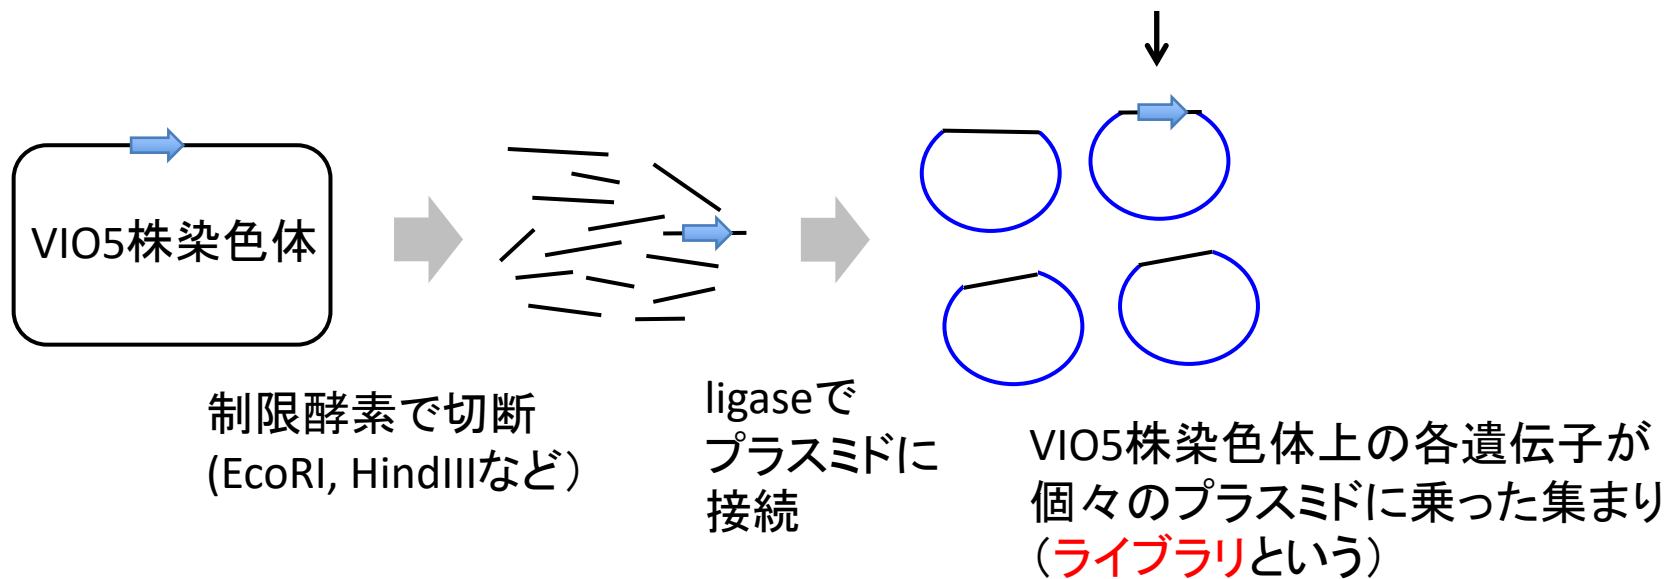 VIO5株染色体
制限酵素で切断
(EcoRI, HindIIIなど）
ligaseで
プラスミドに
接続
VIO5株染色体上の各遺伝子が
個々のプラスミドに乗った集まり
（ライブラリという）